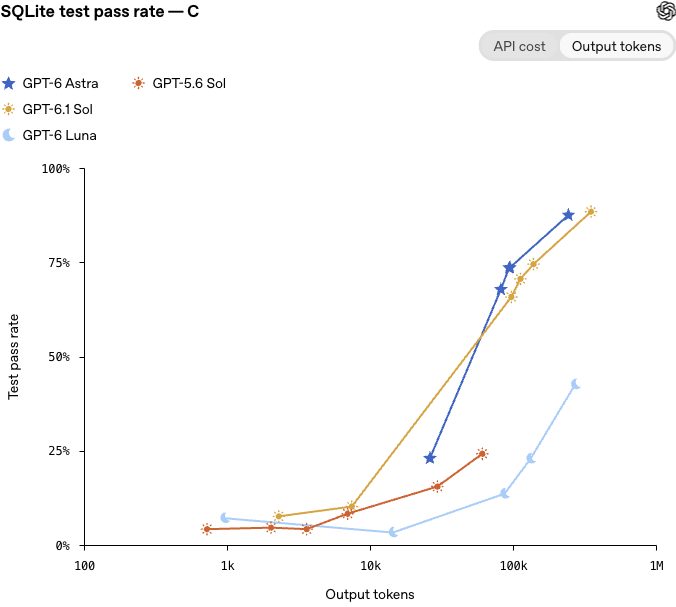 SQLite test pass rate — C
API cost
Output tokens
GPT-6 Astra
GPT-5.6 Sol
GPT-6.1 Sol
GPT-6 Luna
100%
75%
50%
25%
0%
Test pass rate
100
1k
10k
100k
1M
Output tokens